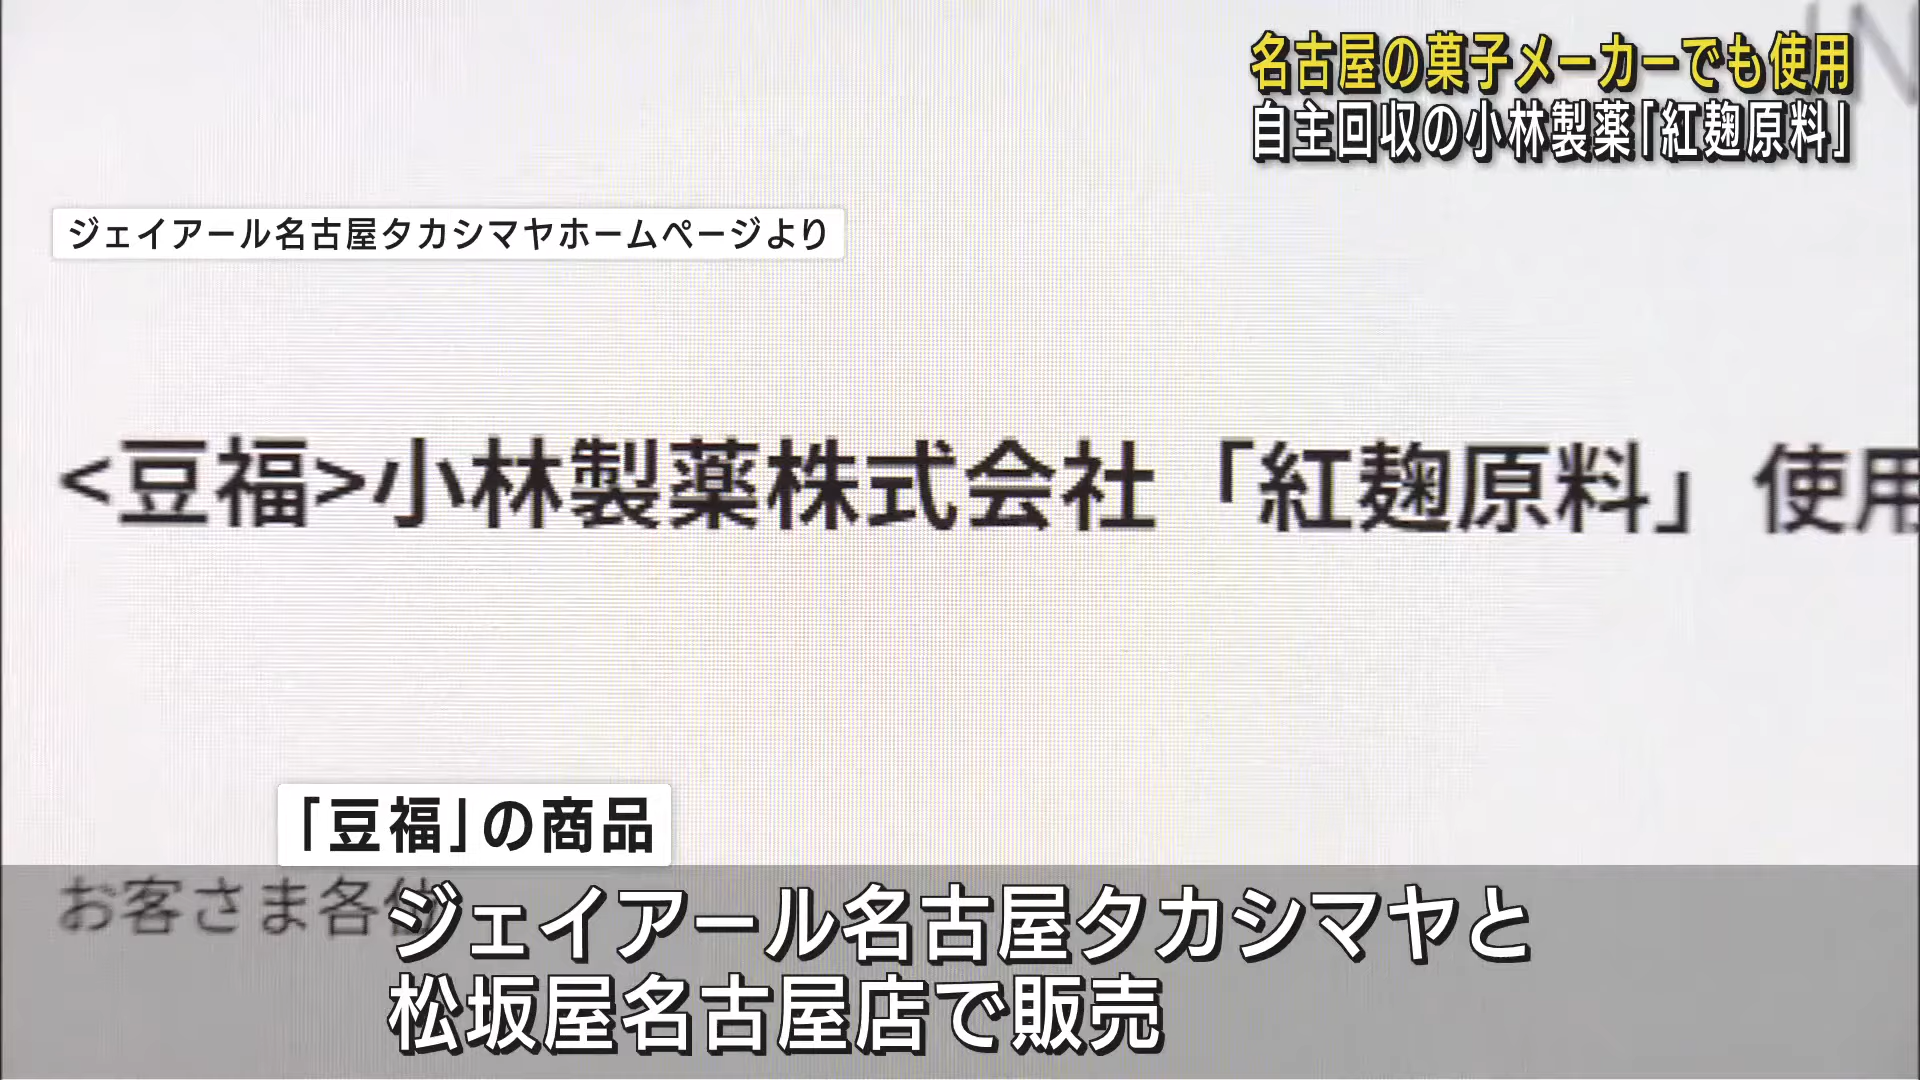 名古屋の菓子メーカーでも使用
自主回収の小林製薬「紅麹原料」
ジェイアール名古屋タカシマヤホームページより
<豆福>小林製薬株式会社「紅麹原料」使用
「豆福」の商品
お客さま各位
ジェイアール名古屋タカシマヤと
松坂屋名古屋店で販売